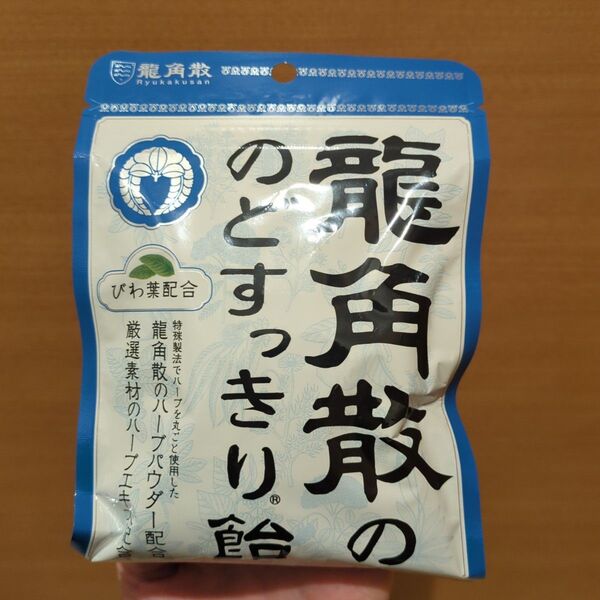 龍角散
Ryukakusan
龍角散の
のどすっきり飴
®
びわ葉配合
特殊製法でハーブを丸ごと使用した
龍角散のハーブパウダー配合
厳選素材のハーブエキス配合